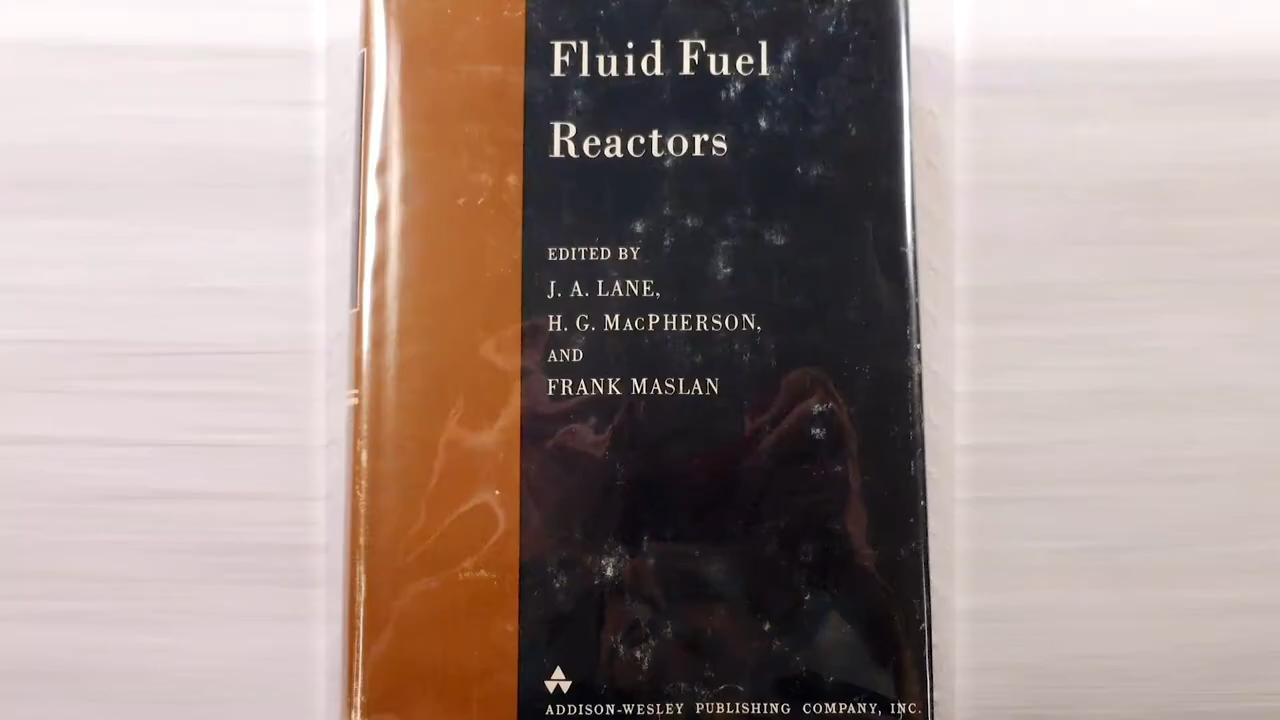 Fluid Fuel
Reactors
EDITED BY
J. A. LANE,
H. G. MacPHERSON,
AND
FRANK MASLAN
ADDISON-WESLEY PUBLISHING COMPANY, INC.